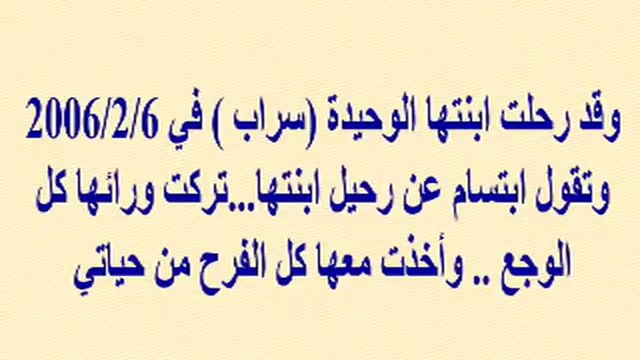 وقد رحلت ابنتها الوحيدة (سراب ) في 2006/2/6
وتقول ابتسام عن رحيل ابنتها...تركت ورائها كل
الوجع .. وأخذت معها كل الفرح من حياتي